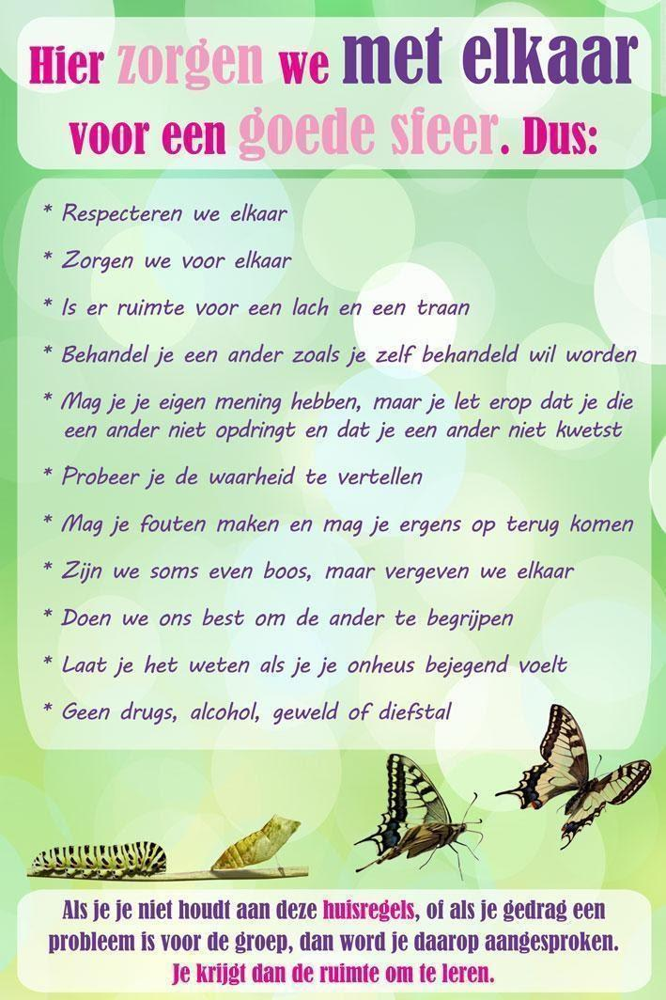 Hier zorgen we met elkaar
voor een goede sfeer. Dus:
* Respecteren we elkaar
* Zorgen we voor elkaar
* Is er ruimte voor een lach en een traan
* Behandel je een ander zoals je zelf behandeld wil worden
* Mag je je eigen mening hebben, maar je let erop dat je die
een ander niet opdringt en dat je een ander niet kwetst
* Probeer je de waarheid te vertellen
* Mag je fouten maken en mag je ergens op terug komen
* Zijn we soms even boos, maar vergeven we elkaar
* Doen we ons best om de ander te begrijpen
* Laat je het weten als je je onheus bejegend voelt
* Geen drugs, alcohol, geweld of diefstal
Als je je niet houdt aan deze huisregels, of als je gedrag een
probleem is voor de groep, dan word je daarop aangesproken.
Je krijgt dan de ruimte om te leren.